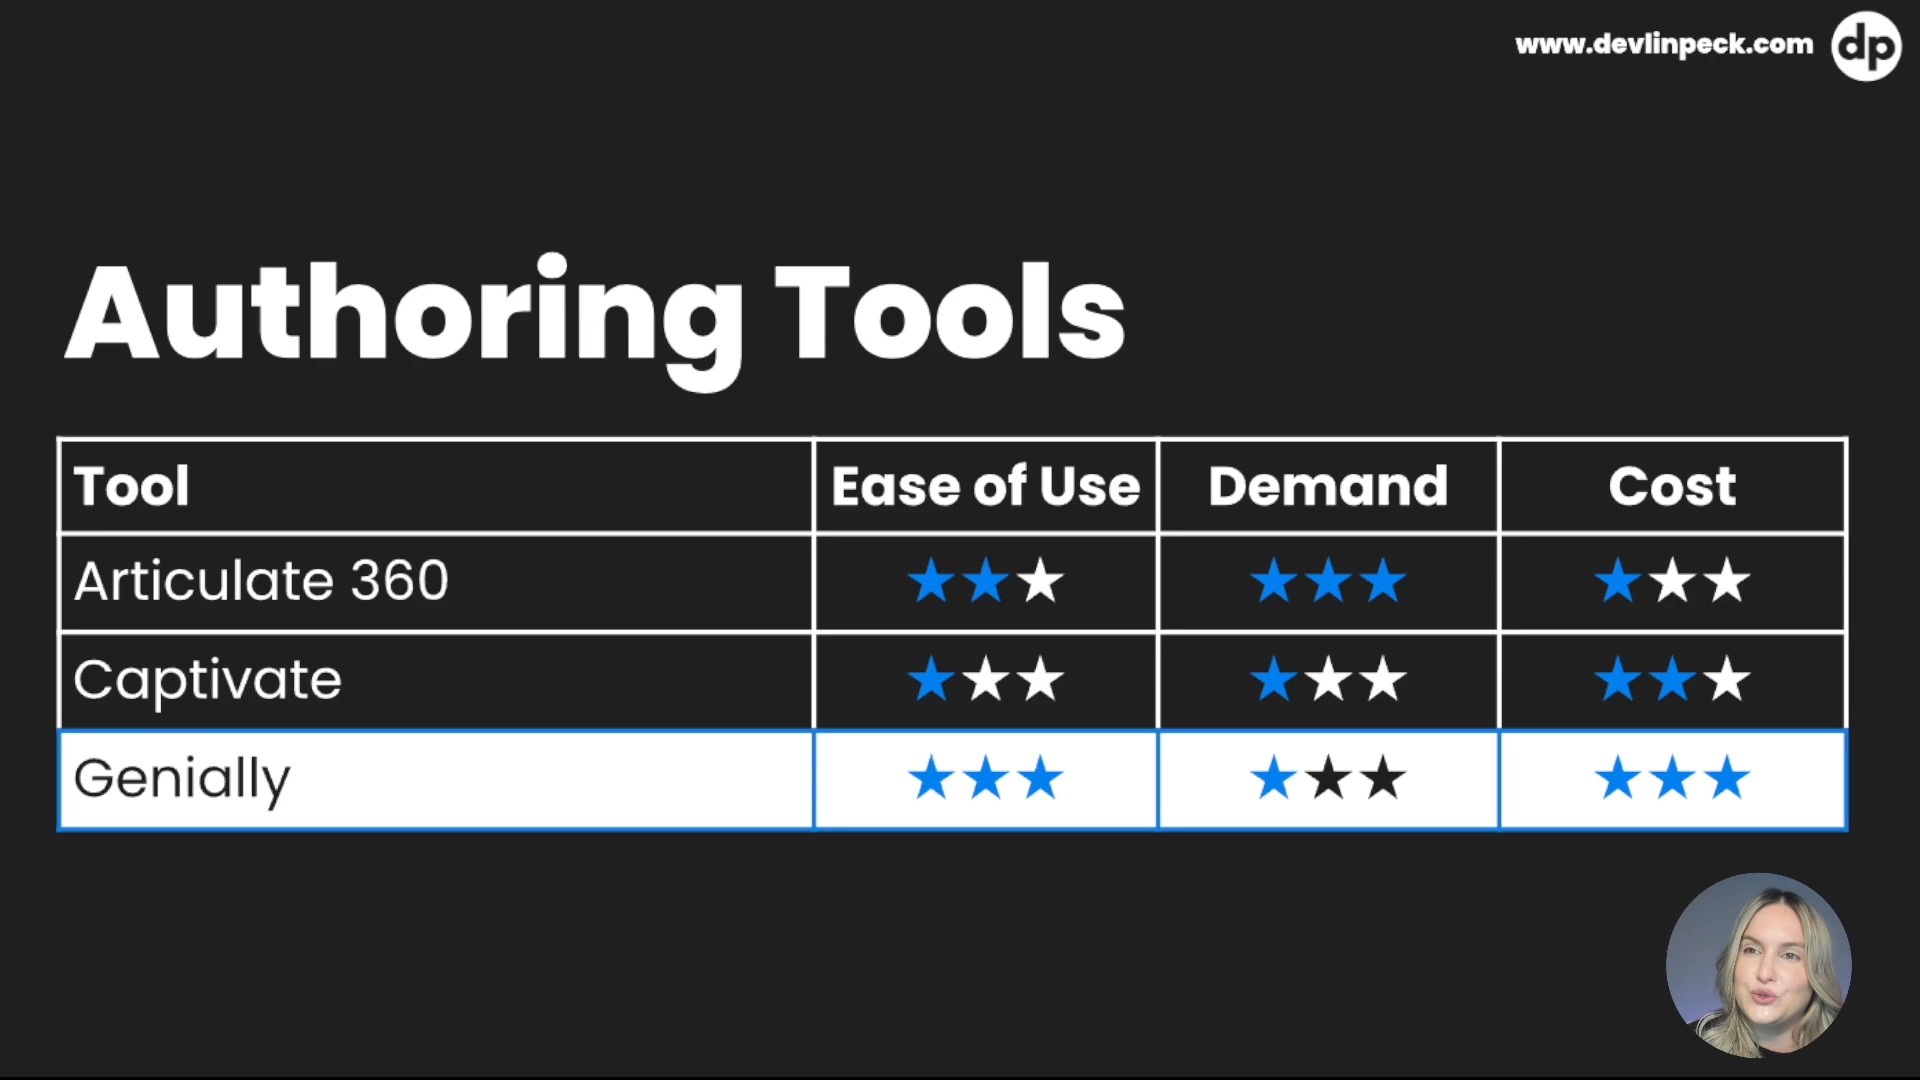 www.devlinpeck.com dp
Authoring Tools
Tool Ease of Use Demand Cost
Articulate 360 ★★★ ★★★ ★★★
Captivate ★★★ ★★★ ★★★
Genially ★★★ ★★★ ★★★